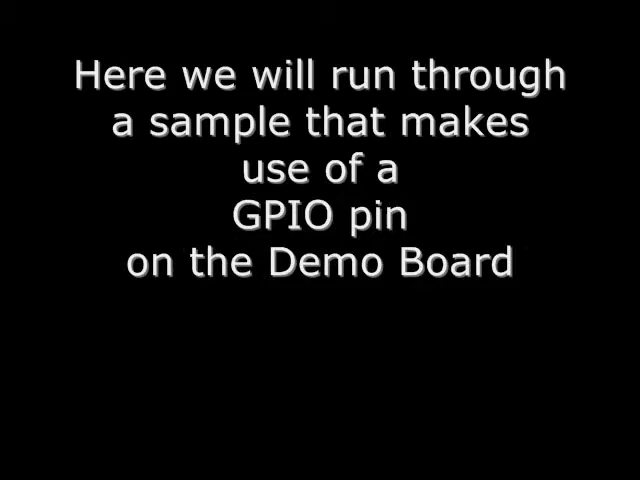 Here we will run through
a sample that makes
use of a
GPIO pin
on the Demo Board